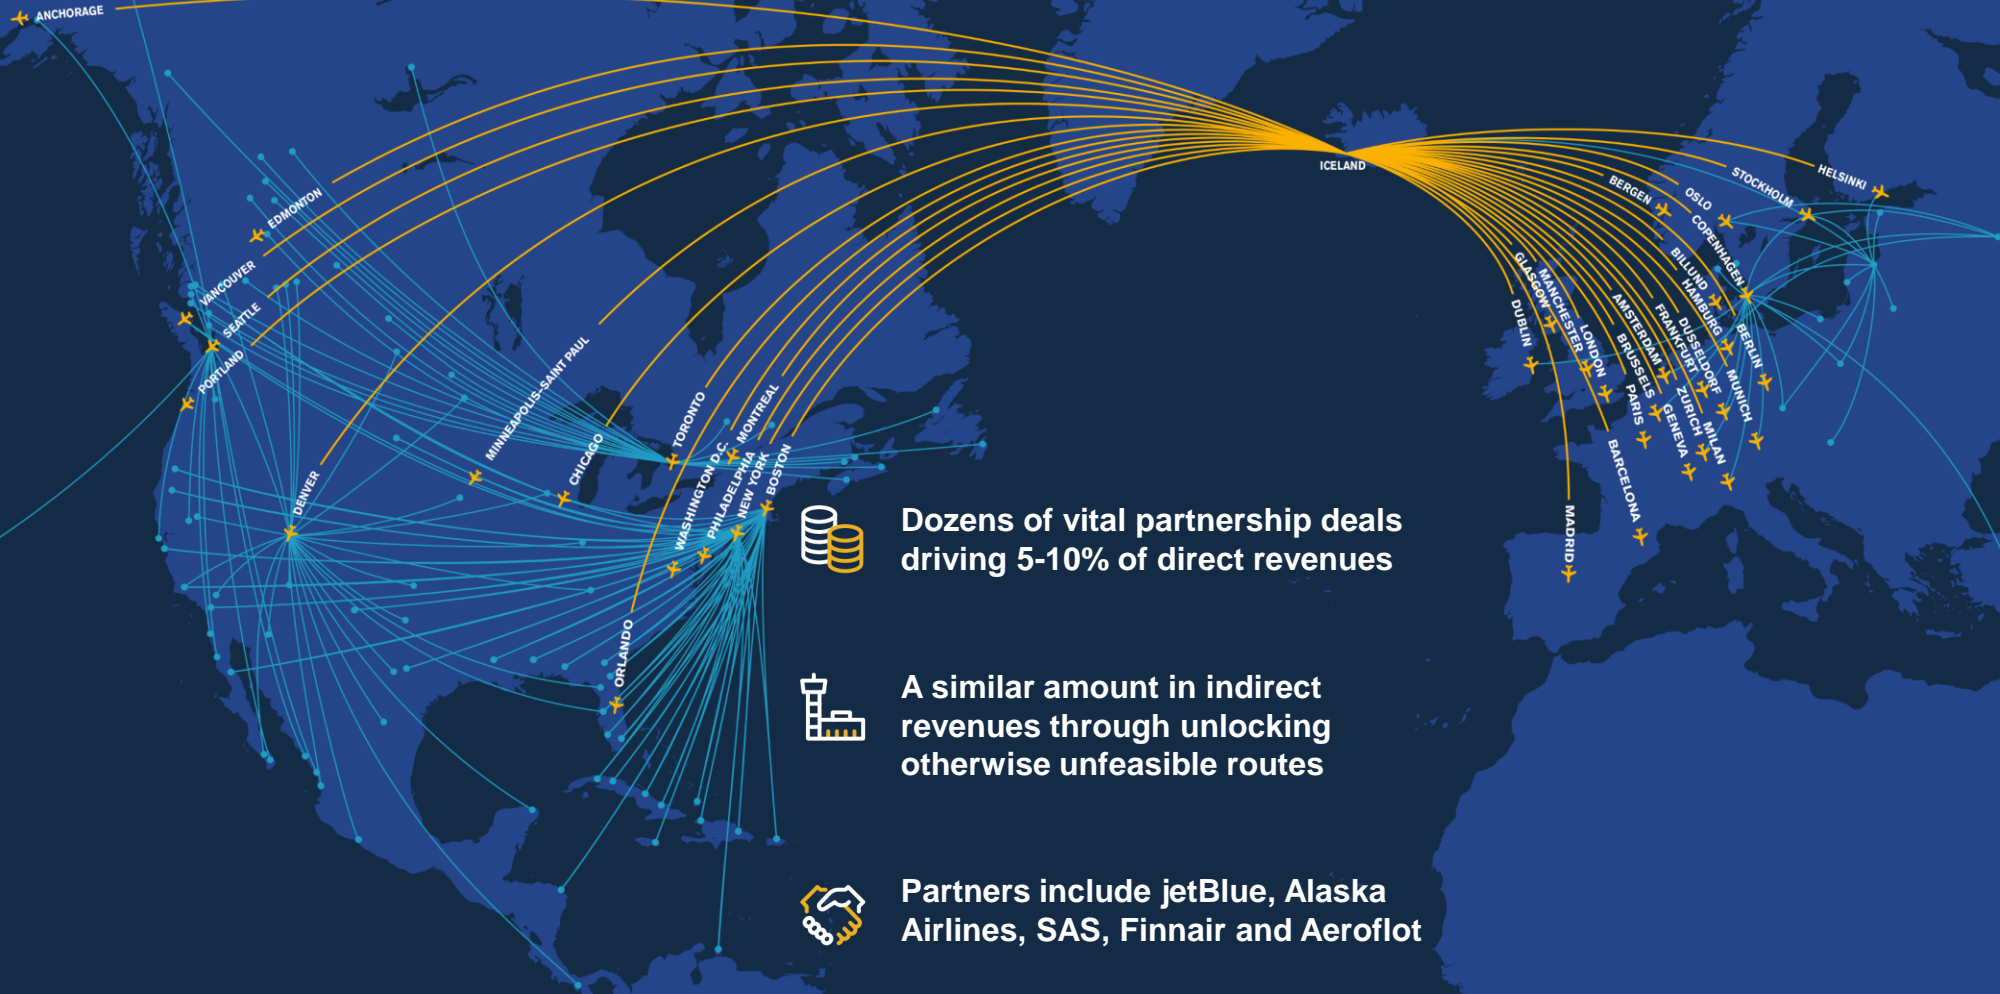 ANCHORAGE
EDMONTON
VANCOUVER
SEATTLE
PORTLAND
DENVER
MINNEAPOLIS-SAINT PAUL
CHICAGO
TORONTO
MONTREAL
WASHINGTON D.C.
PHILADELPHIA
NEW YORK
BOSTON
ORLANDO
ICELAND
HELSINKI
STOCKHOLM
OSLO
BERGEN
COPENHAGEN
BILLUND
HAMBURG
BERLIN
GLASGOW
MANCHESTER
DUBLIN
LONDON
AMSTERDAM
BRUSSELS
PARIS
FRANKFURT
DUSSELDORF
MUNICH
ZURICH
GENEVA
MILAN
BARCELONA
MADRID
Dozens of vital partnership deals
driving 5-10% of direct revenues
A similar amount in indirect
revenues through unlocking
otherwise unfeasible routes
Partners include jetBlue, Alaska
Airlines, SAS, Finnair and Aeroflot